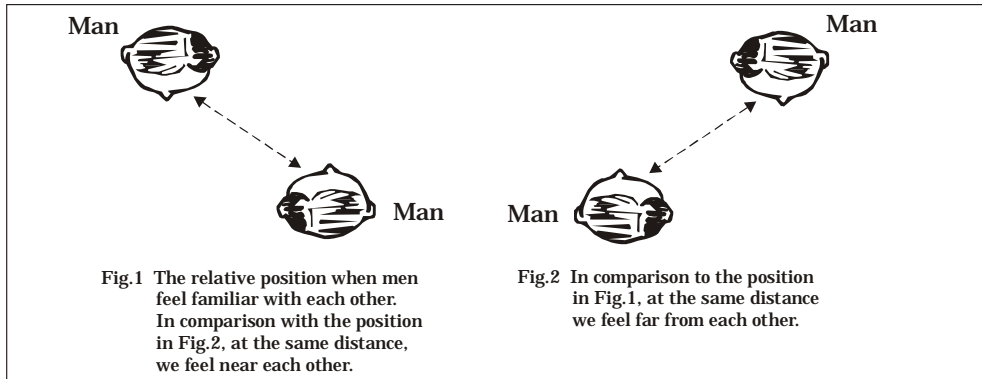 Man
Man
Fig.1 The relative position when men
feel familiar with each other.
In comparison with the position
in Fig.2, at the same distance,
we feel near each other.
Man
Man
Fig.2 In comparison to the position
in Fig.1, at the same distance
we feel far from each other.